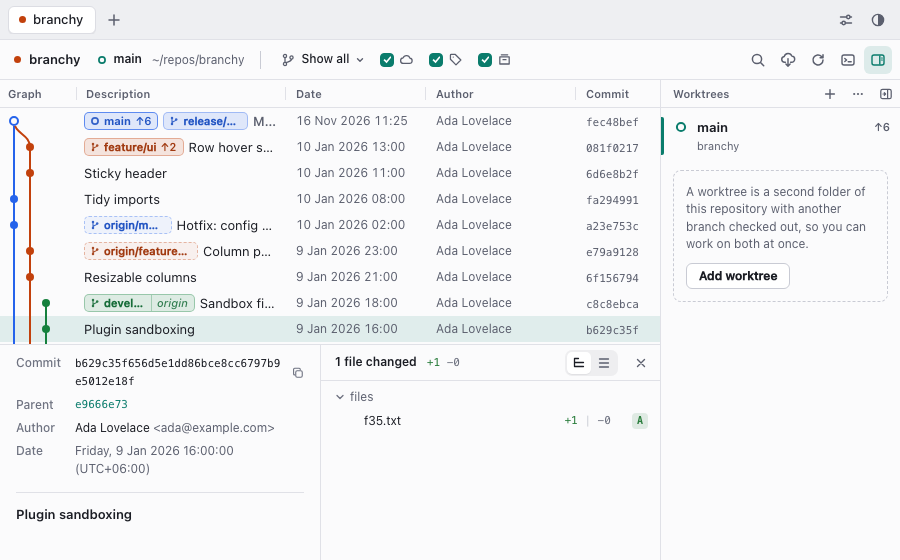 branchy
branchy main ~/repos/branchy Show all
Graph Description Date Author Commit
main ↑6 release/... M... 16 Nov 2026 11:25 Ada Lovelace fec48bef
feature/ui ↑2 Row hover s... 10 Jan 2026 13:00 Ada Lovelace 081f0217
Sticky header 10 Jan 2026 11:00 Ada Lovelace 6d6e8b2f
Tidy imports 10 Jan 2026 08:00 Ada Lovelace fa294991
origin/m... Hotfix: config ... 10 Jan 2026 02:00 Ada Lovelace a23e753c
origin/feature... Column p... 9 Jan 2026 23:00 Ada Lovelace e79a9128
Resizable columns 9 Jan 2026 21:00 Ada Lovelace 6f156794
devel... origin Sandbox fi... 9 Jan 2026 18:00 Ada Lovelace c8c8ebca
Plugin sandboxing 9 Jan 2026 16:00 Ada Lovelace b629c35f
Worktrees
main ↑6
branchy
A worktree is a second folder of
this repository with another
branch checked out, so you can
work on both at once.
Add worktree
Commit b629c35f656d5e1dd86bce8cc6797b9
e5012e18f
Parent e9666e73
Author Ada Lovelace <ada@example.com>
Date Friday, 9 Jan 2026 16:00:00
(UTC+06:00)
Plugin sandboxing
1 file changed +1 −0
files
f35.txt +1 −0 A